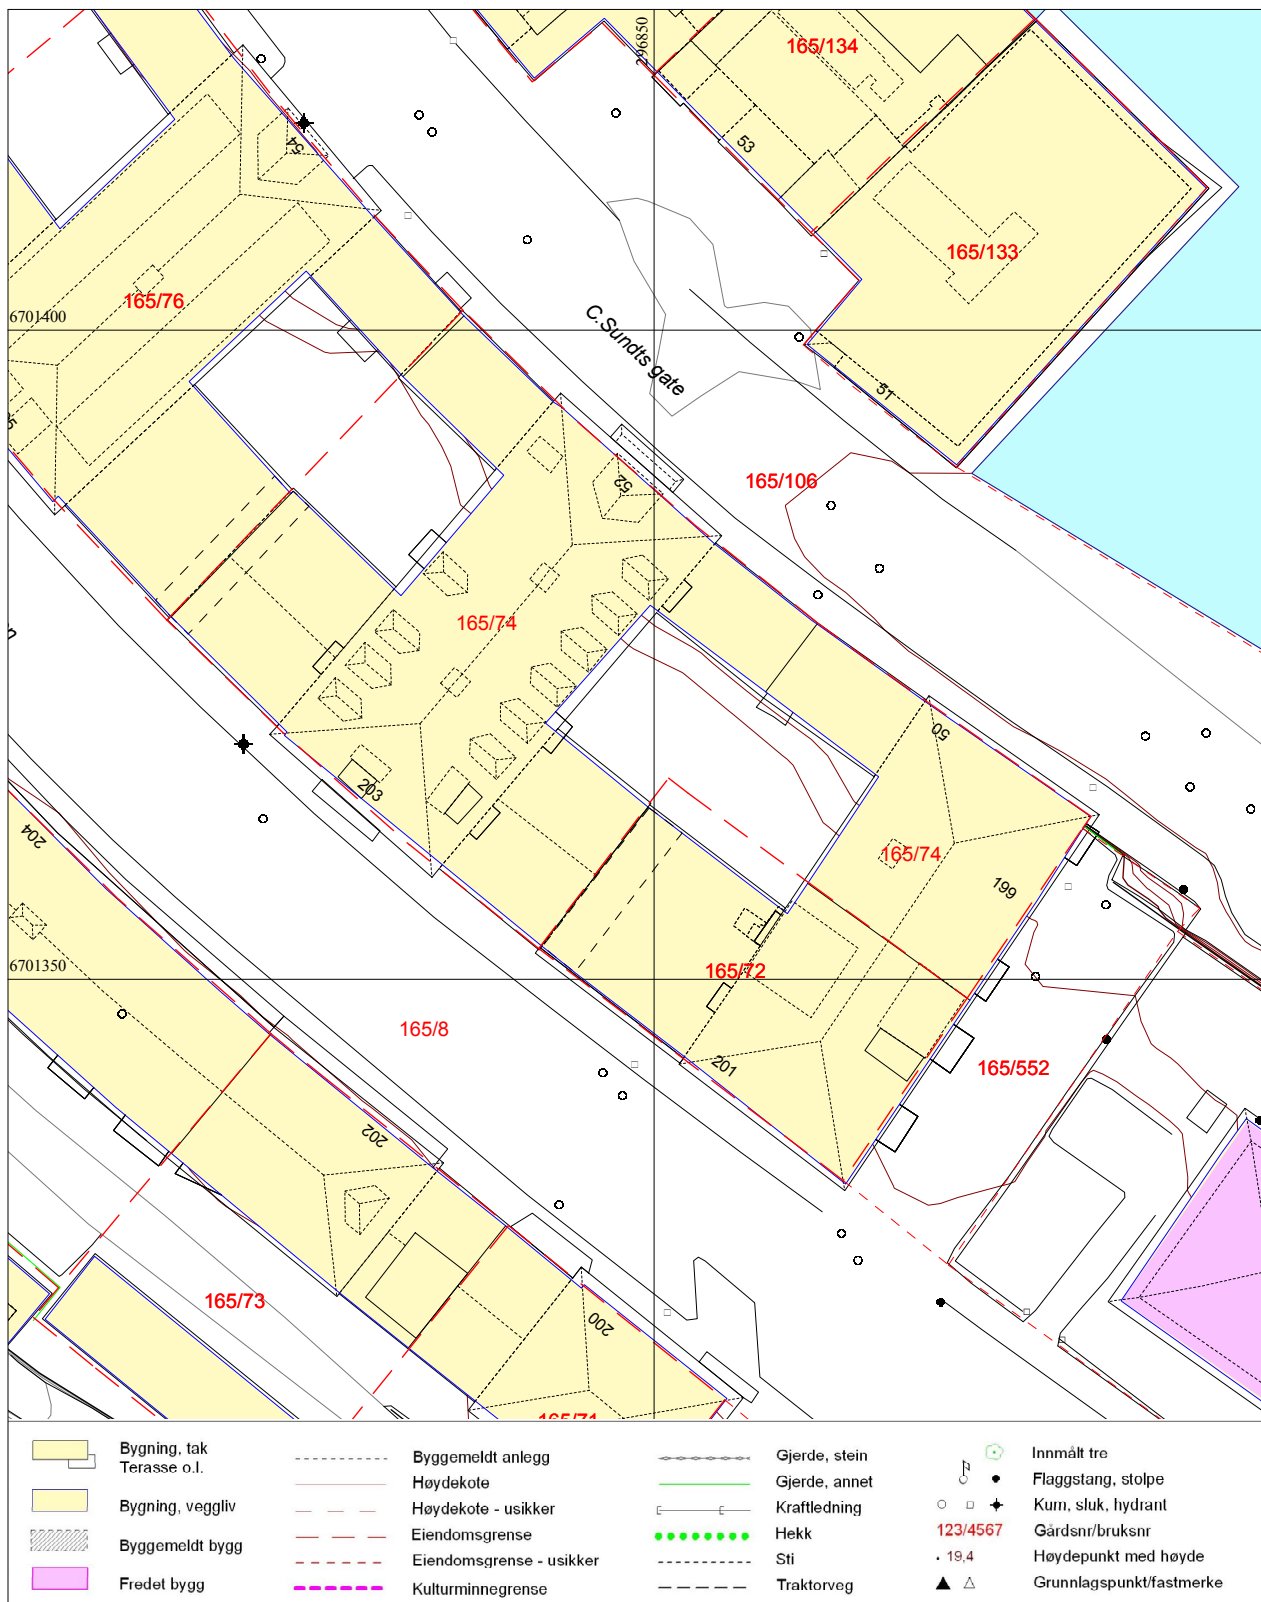 296850
165/134
54
53
165/133
165/76
6701400
C.Sundts gate
51
52
165/106
165/74
203
50
204
165/74
199
165/72
6701350
165/8
201
165/552
202
165/73
200
165/71
Bygning, tak
Terasse o.l.
Bygning, veggliv
Byggemeldt bygg
Fredet bygg
Byggemeldt anlegg
Høydekote
Høydekote - usikker
Eiendomsgrense
Eiendomsgrense - usikker
Kulturminnegrense
Gjerde, stein
Gjerde, annet
Kraftledning
Hekk
Sti
Traktorveg
Innmålt tre
Flaggstang, stolpe
Kum, sluk, hydrant
123/4567 Gårdsnr/bruksnr
. 19,4 Høydepunkt med høyde
Grunnlagspunkt/fastmerke